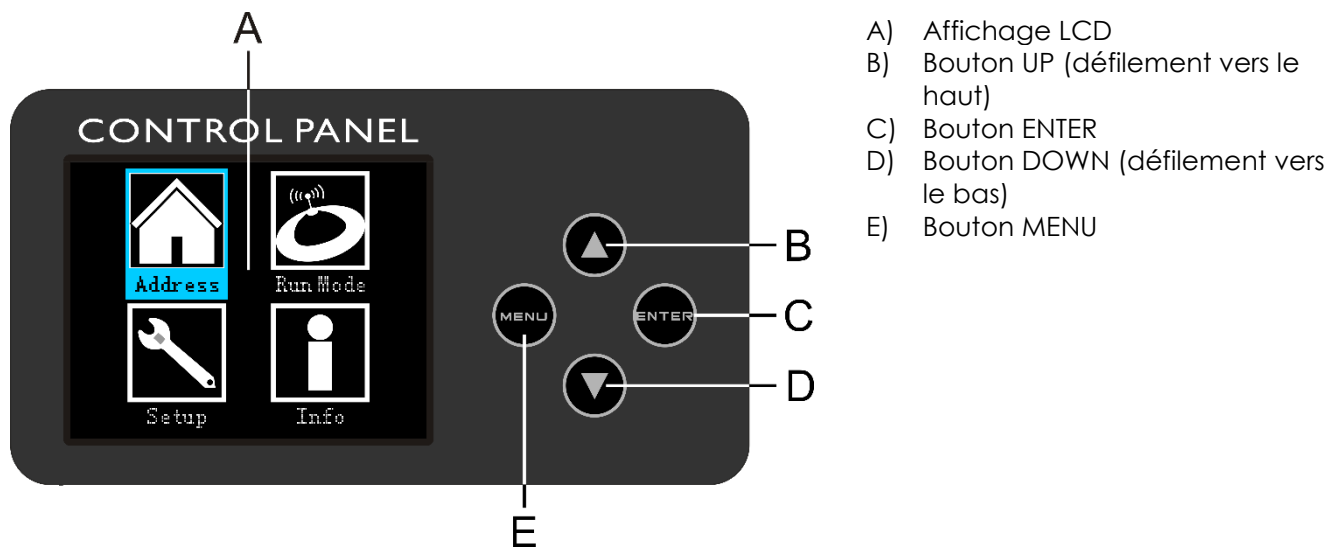 A
CONTROL PANEL
Address
Run Mode
Setup
Info
MENU
ENTER
B
C
D
E
A) Affichage LCD
B) Bouton UP (défilement vers le
haut)
C) Bouton ENTER
D) Bouton DOWN (défilement vers
le bas)
E) Bouton MENU